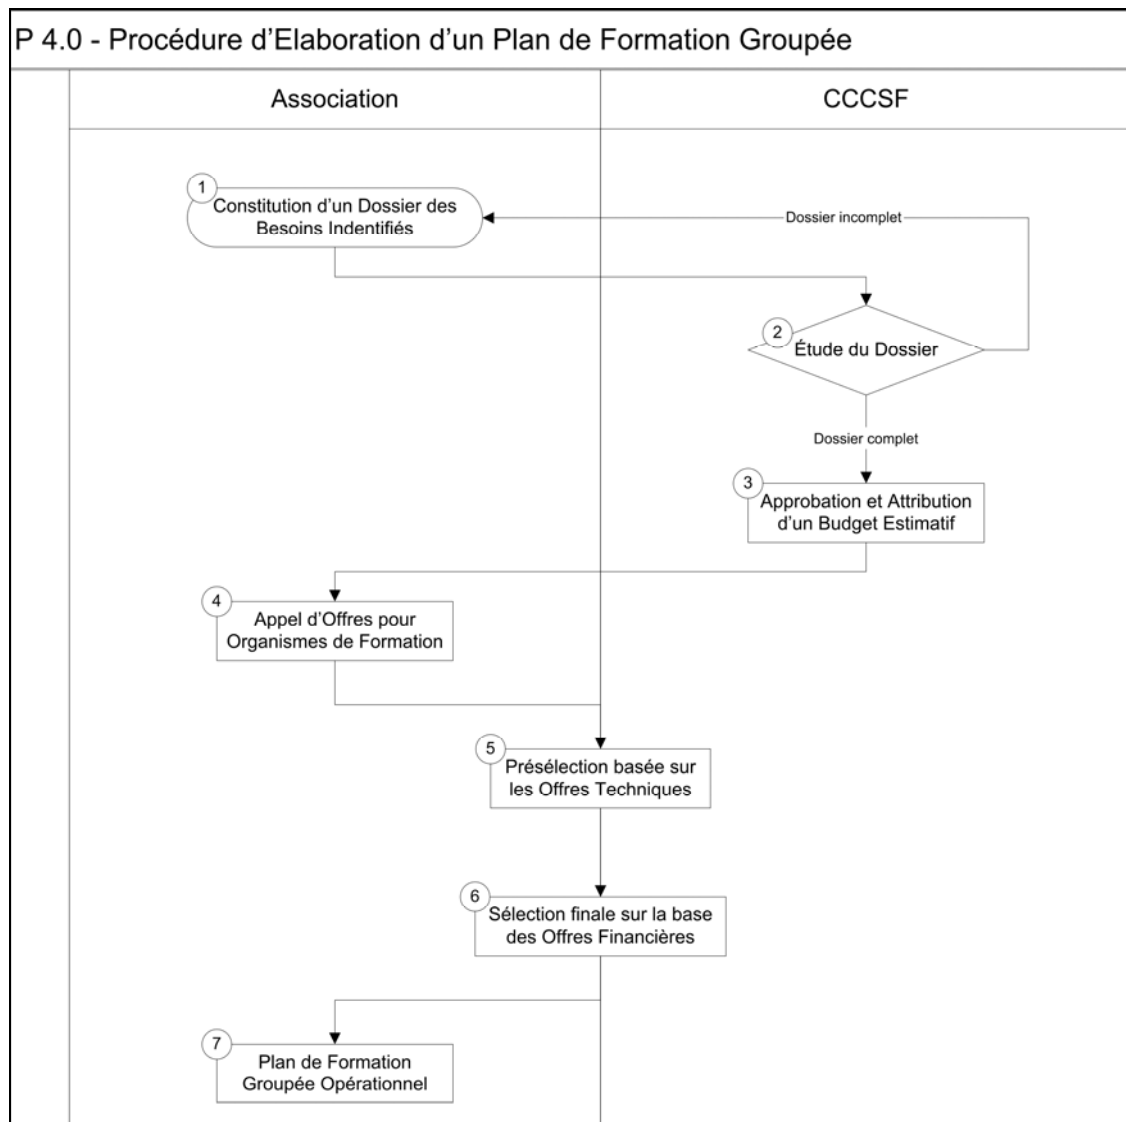 P 4.0 - Procédure d’Elaboration d’un Plan de Formation Groupée
Association
CCCSF
1
Constitution d’un Dossier des
Besoins Indentifiés
Dossier incomplet
2
Étude du Dossier
Dossier complet
3
Approbation et Attribution
d’un Budget Estimatif
4
Appel d’Offres pour
Organismes de Formation
5
Présélection basée sur
les Offres Techniques
6
Sélection finale sur la base
des Offres Financières
7
Plan de Formation
Groupée Opérationnel